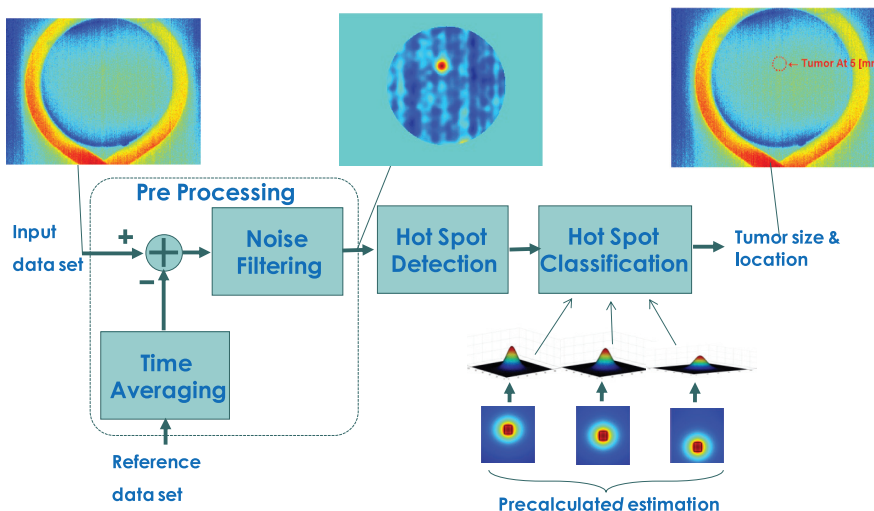 ← Tumor At 5 [m
Pre Processing
Input
data set
+
−
Noise
Filtering
Hot Spot
Detection
Hot Spot
Classification
Tumor size &
location
Time
Averaging
Reference
data set
Precalculated estimation